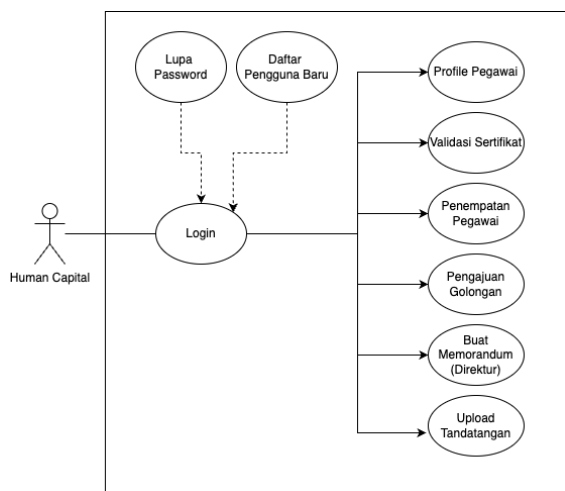 Lupa
Password
Daftar
Pengguna Baru
Profile Pegawai
Validasi Sertifikat
Penempatan
Pegawai
Login
Human Capital
Pengajuan
Golongan
Buat
Memorandum
(Direktur)
Upload
Tandatangan